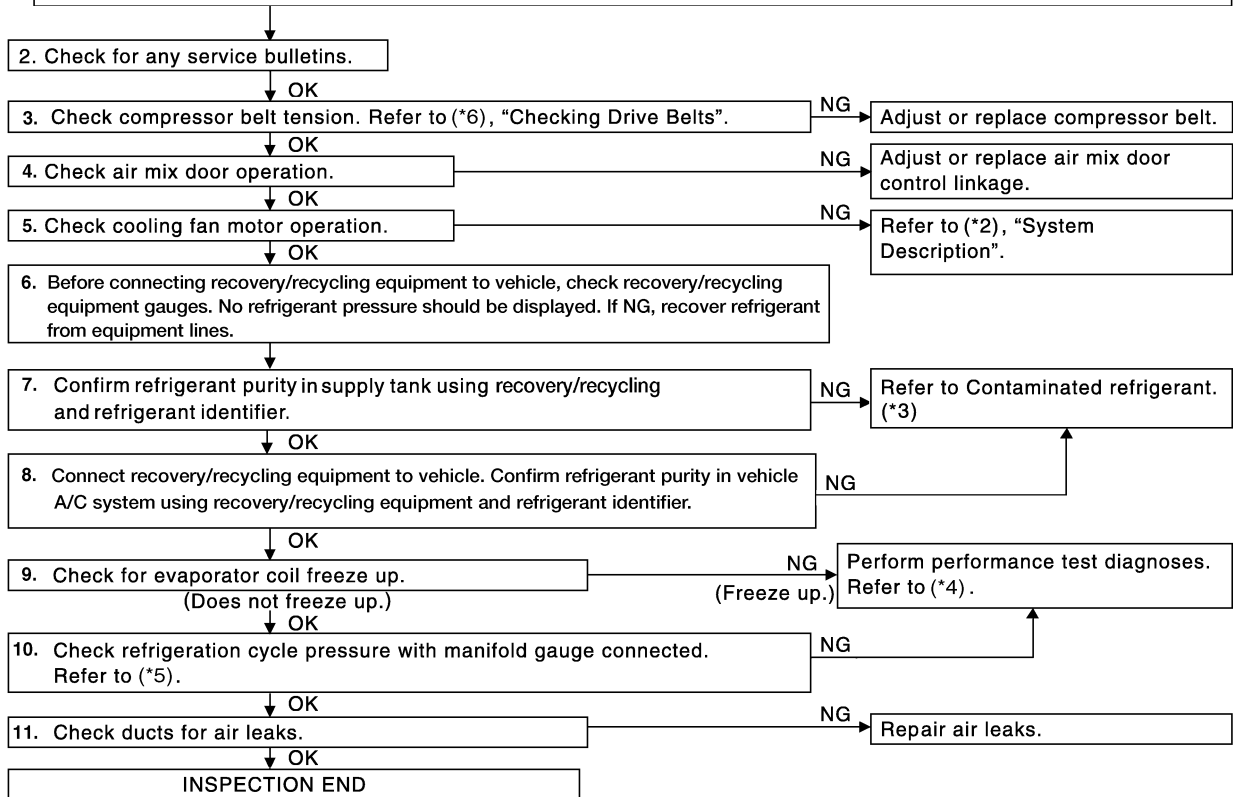 2. Check for any service bulletins.
OK
3. Check compressor belt tension. Refer to (*6), “Checking Drive Belts”.
NG
Adjust or replace compressor belt.
OK
4. Check air mix door operation.
NG
Adjust or replace air mix door
control linkage.
OK
5. Check cooling fan motor operation.
NG
Refer to (*2), “System
Description”.
OK
6. Before connecting recovery/recycling equipment to vehicle, check recovery/recycling
equipment gauges. No refrigerant pressure should be displayed. If NG, recover refrigerant
from equipment lines.
7. Confirm refrigerant purity in supply tank using recovery/recycling
and refrigerant identifier.
NG
Refer to Contaminated refrigerant.
(*3)
OK
8. Connect recovery/recycling equipment to vehicle. Confirm refrigerant purity in vehicle
A/C system using recovery/recycling equipment and refrigerant identifier.
NG
OK
9. Check for evaporator coil freeze up.
(Does not freeze up.)
NG
(Freeze up.)
Perform performance test diagnoses.
Refer to (*4).
OK
10. Check refrigeration cycle pressure with manifold gauge connected.
Refer to (*5).
NG
OK
11. Check ducts for air leaks.
NG
Repair air leaks.
OK
INSPECTION END